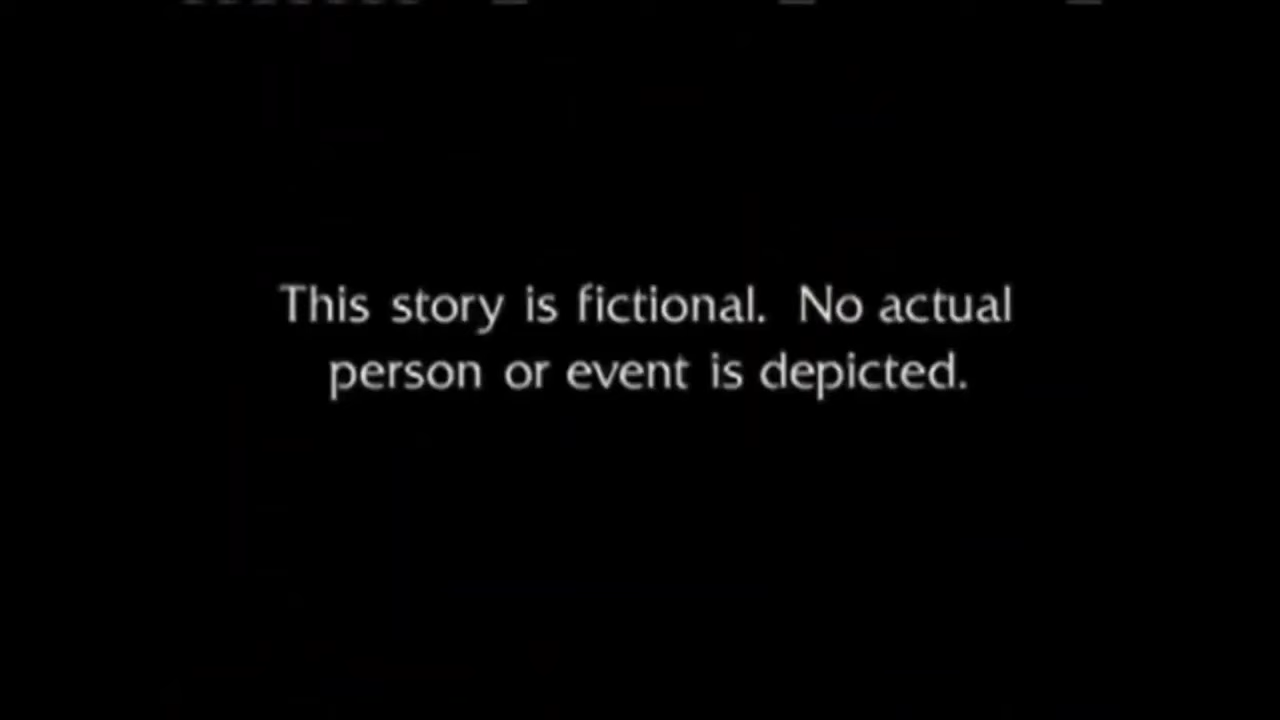 This story is fictional.  No actual
person or event is depicted.